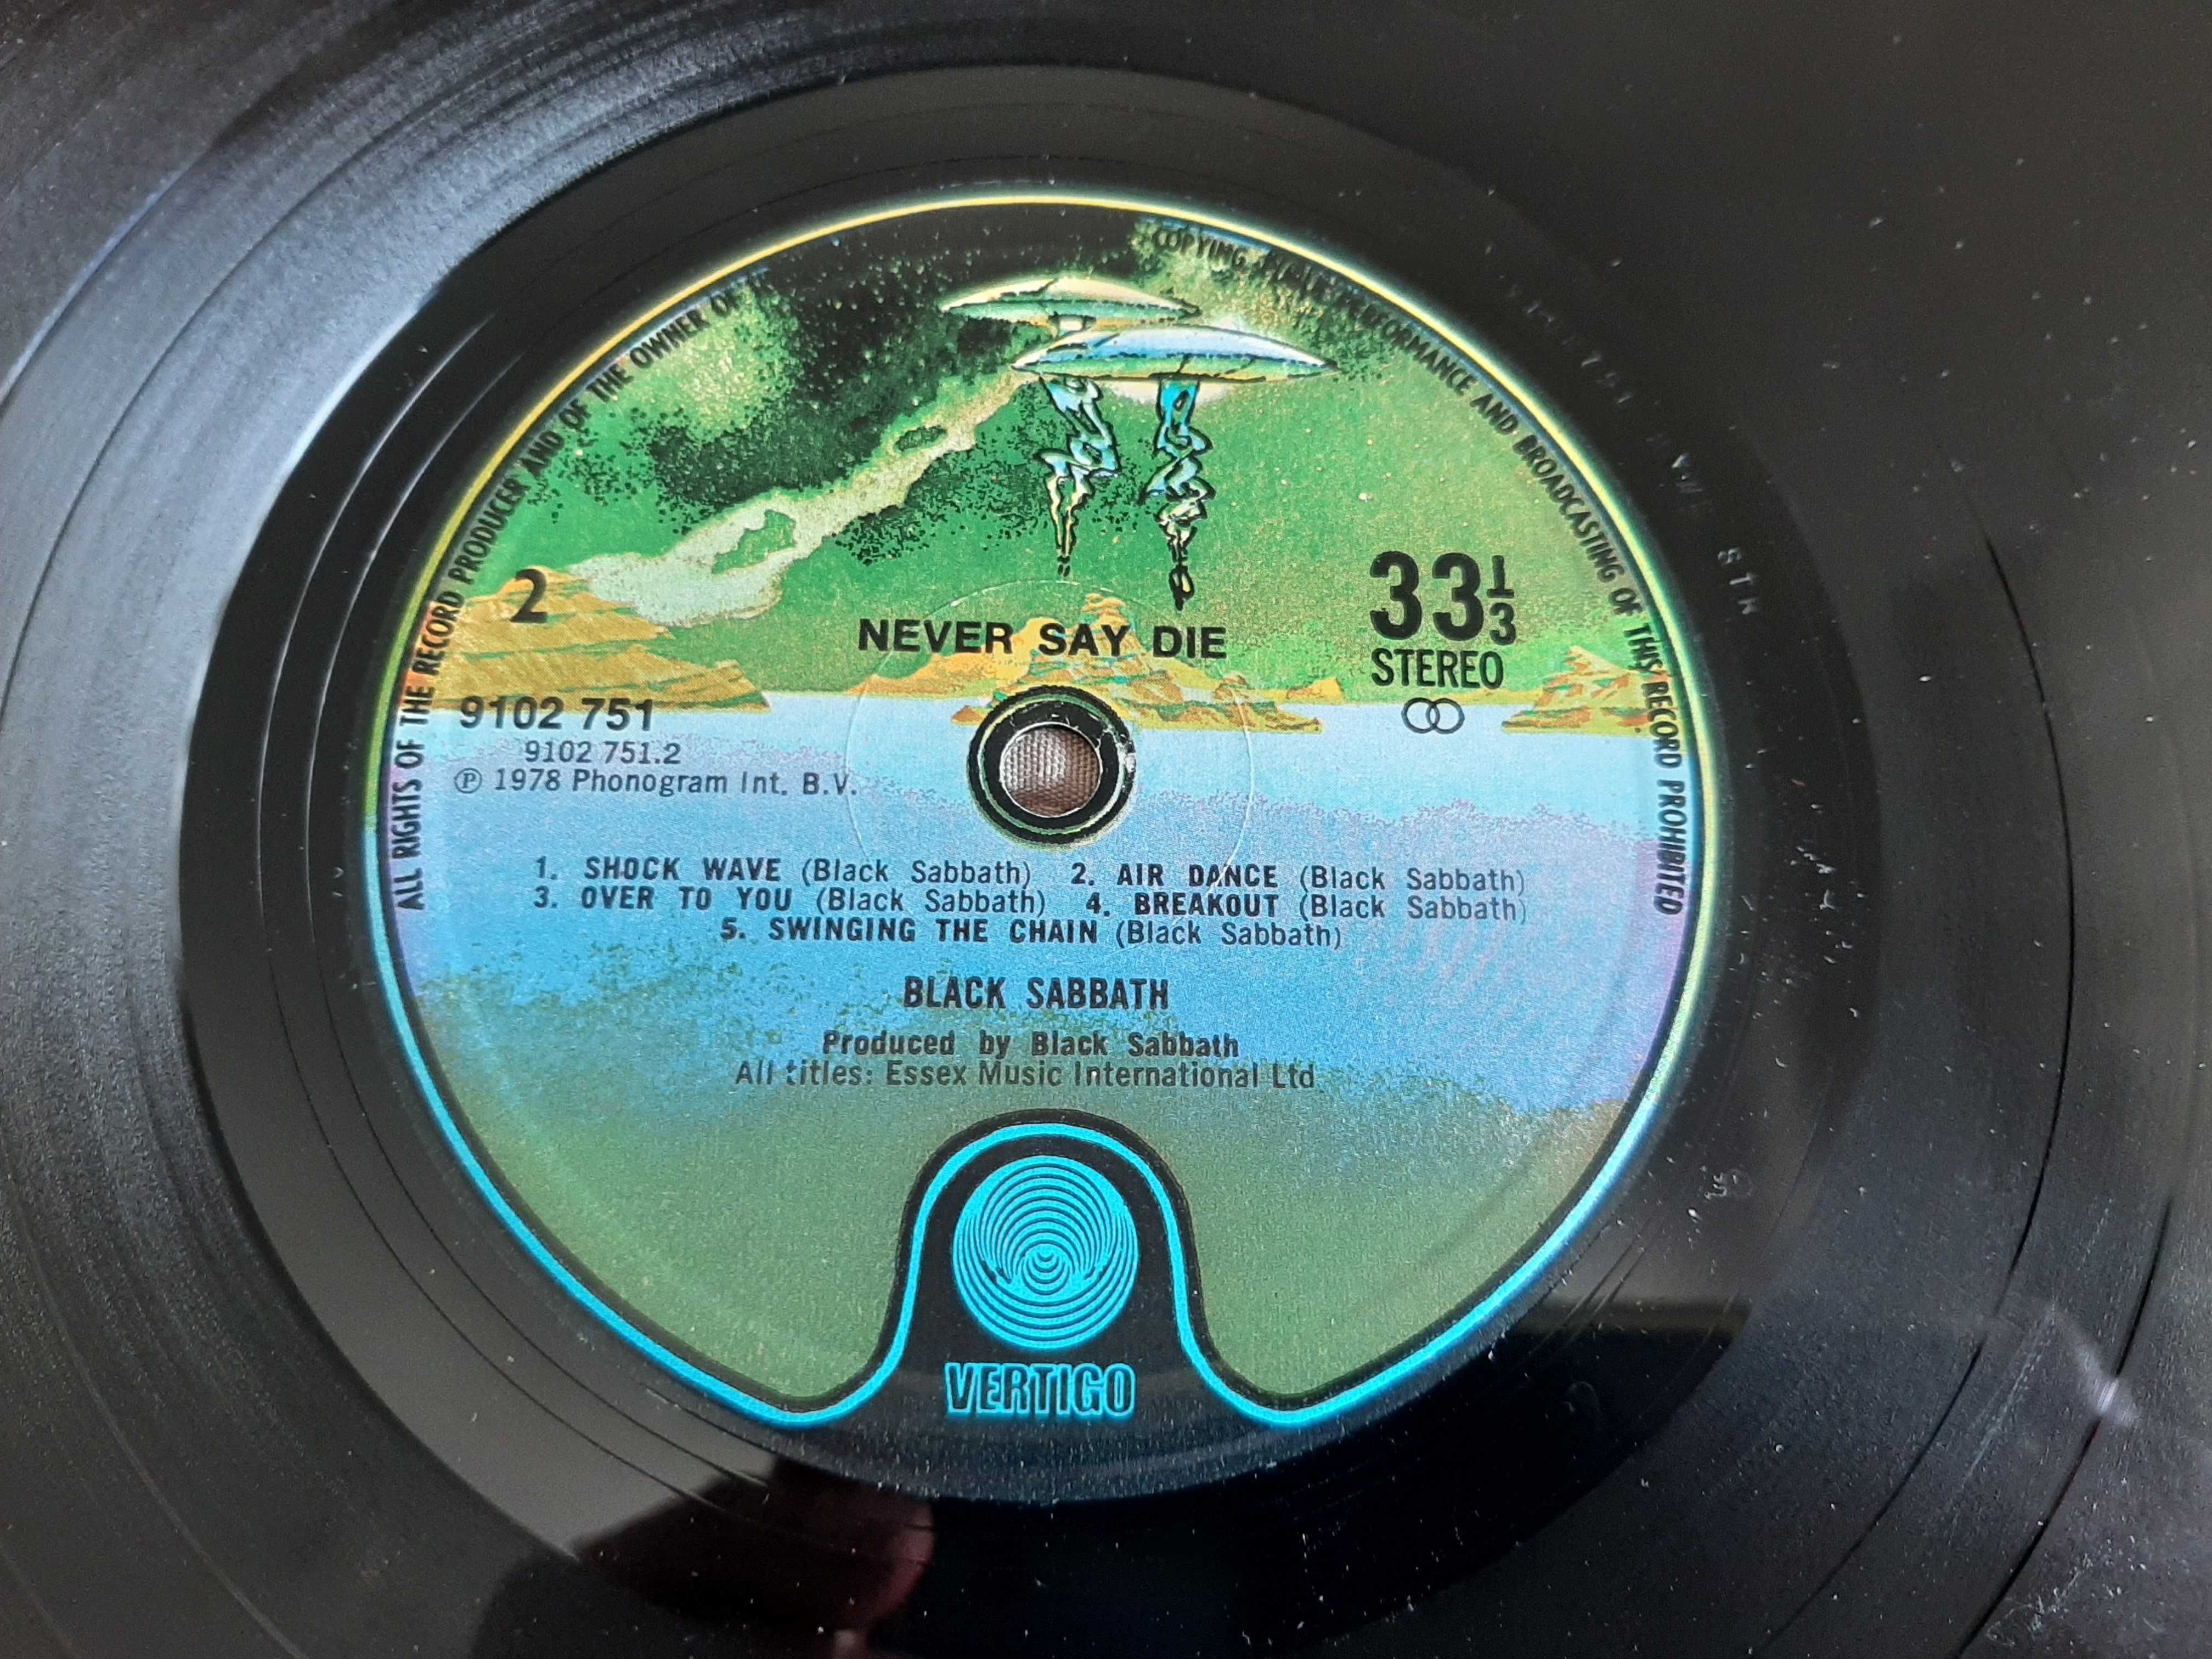 ALL RIGHTS OF THE RECORD PRODUCER AND OF THE OWNER OF
COPYING PERFORMANCE AND BROADCASTING OF THIS RECORD PROHIBITED
2
NEVER SAY DIE
33 1/3
STEREO
9102 751
9102 751.2
Ⓟ 1978 Phonogram Int. B.V.
1. SHOCK WAVE (Black Sabbath) 2. AIR DANCE (Black Sabbath)
3. OVER TO YOU (Black Sabbath) 4. BREAKOUT (Black Sabbath)
5. SWINGING THE CHAIN (Black Sabbath)
BLACK SABBATH
Produced by Black Sabbath
All titles: Essex Music International Ltd
VERTIGO